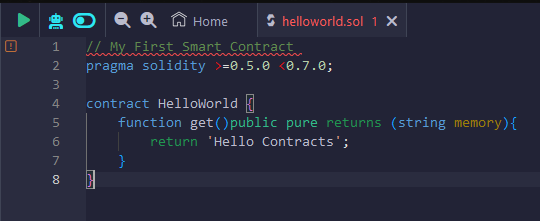 Home
helloworld.sol 1
1 // My First Smart Contract
2 pragma solidity >=0.5.0 <0.7.0;
3
4 contract HelloWorld {
5 function get()public pure returns (string memory){
6 return 'Hello Contracts';
7 }
8 }